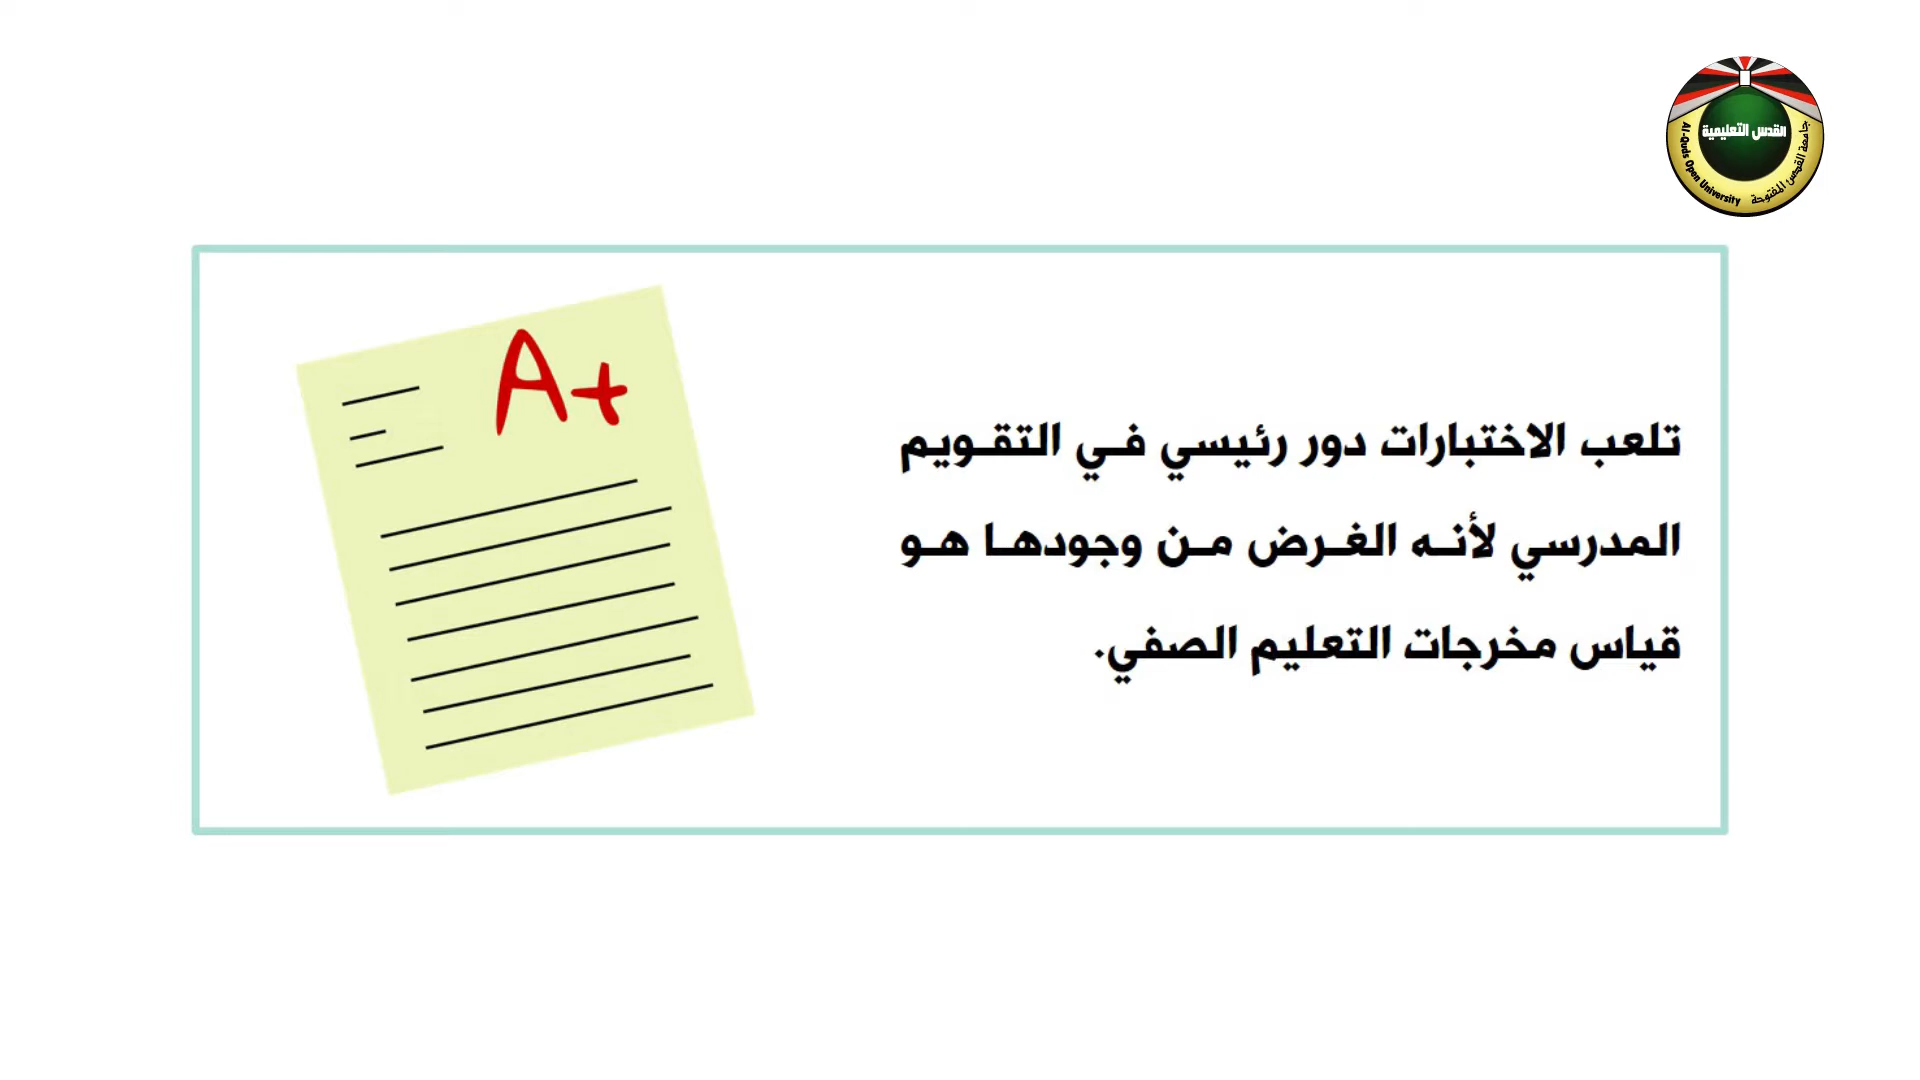 القدس التعليمية
جامعة القدس المفتوحة
Al-Quds Open University
A+
تلعب الاختبارات دور رئيسي في التقويم
المدرسي لأنه الغرض من وجودها هو
قياس مخرجات التعليم الصفي.